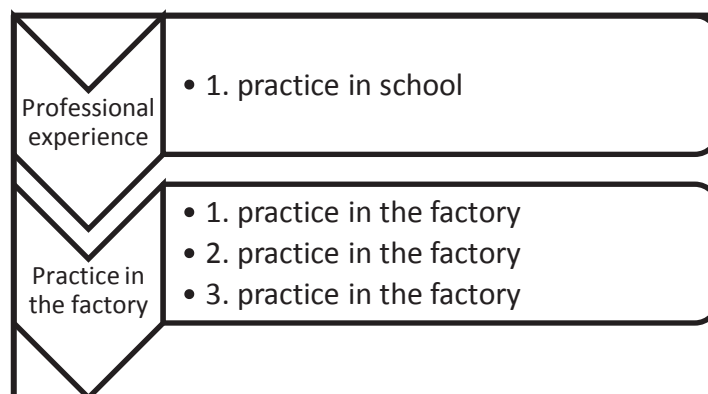 Professional
experience
• 1. practice in school
Practice in
the factory
• 1. practice in the factory
• 2. practice in the factory
• 3. practice in the factory